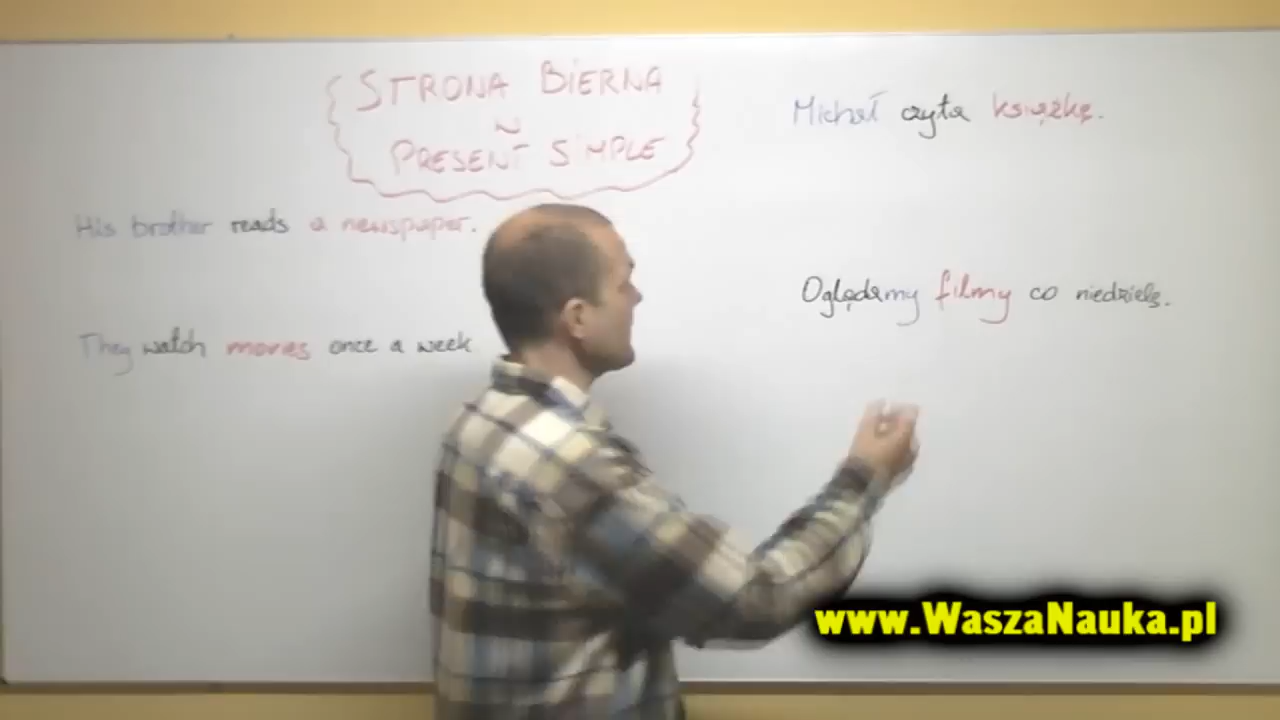 STRONA BIERNA
W
PRESENT SIMPLE
Michał czyta książkę.
His brother reads a newspaper.
Oglądamy filmy co niedzielę.
They watch movies once a week
www.WaszaNauka.pl